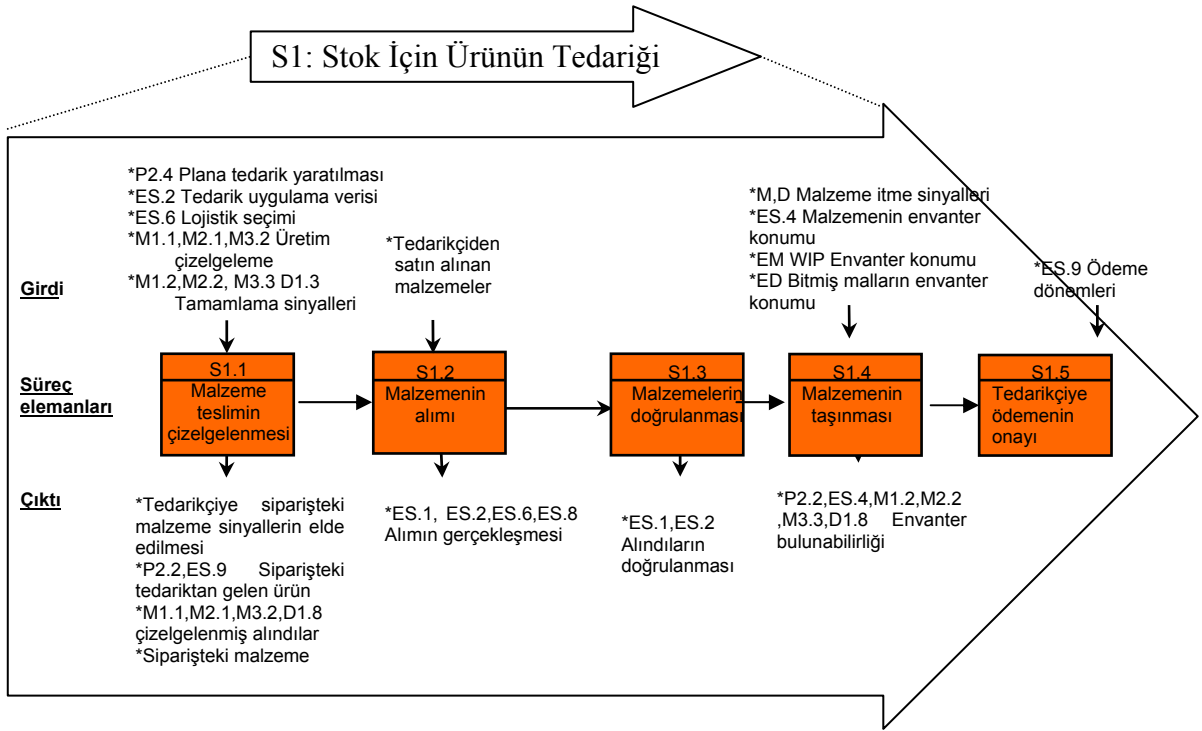 S1: Stok İçin Ürünün Tedariği
*P2.4 Plana tedarik yaratılması
*ES.2 Tedarik uygulama verisi
*ES.6 Lojistik seçimi
*M1.1,M2.1,M3.2 Üretim
çizelgeleme
*M1.2,M2.2, M3.3 D1.3
Tamamlama sinyalleri
*Tedarikçiden
satın alınan
malzemeler
*M,D Malzeme itme sinyalleri
*ES.4 Malzemenin envanter
konumu
*EM WIP Envanter konumu
*ED Bitmiş malların envanter
konumu
*ES.9 Ödeme
dönemleri
Girdi
Süreç
elemanları
S1.1
Malzeme
teslimin
çizelgelenmesi
S1.2
Malzemenin
alımı
S1.3
Malzemelerin
doğrulanması
S1.4
Malzemenin
taşınması
S1.5
Tedarikçiye
ödemenin
onayı
Çıktı
*Tedarikçiye siparişteki
malzeme sinyallerin elde
edilmesi
*P2.2,ES.9 Siparişteki
tedariktan gelen ürün
*M1.1,M2.1,M3.2,D1.8
çizelgelenmiş alındılar
*Siparişteki malzeme
*ES.1, ES.2,ES.6,ES.8
Alımın gerçekleşmesi
*ES.1,ES.2
Alındıların
doğrulanması
*P2.2,ES.4,M1.2,M2.2
,M3.3,D1.8 Envanter
bulunabilirliği